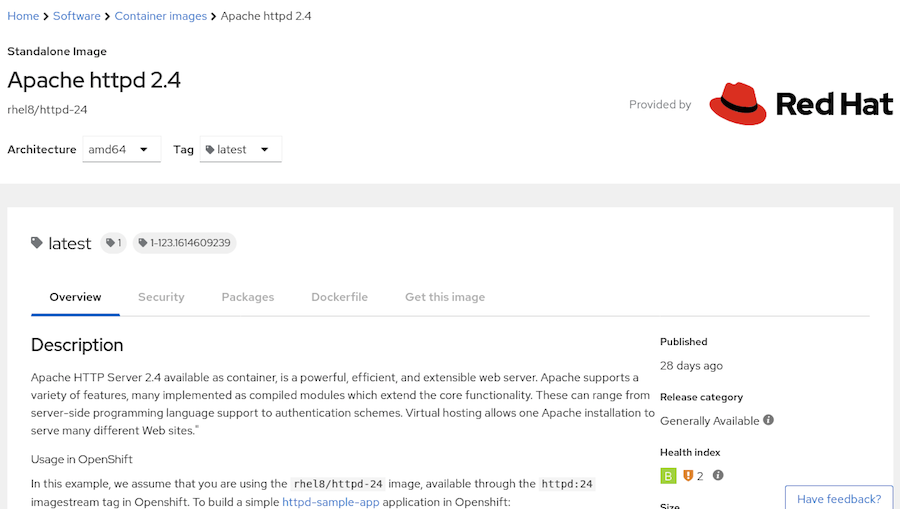 Home > Software > Container images > Apache httpd 2.4
Standalone Image
Apache httpd 2.4
rhel8/httpd-24
Provided by
Red Hat
Architecture amd64 Tag latest
latest 1 1-123.1614609239
Overview Security Packages Dockerfile Get this image
Description
Apache HTTP Server 2.4 available as container, is a powerful, efficient, and extensible web server. Apache supports a
variety of features, many implemented as compiled modules which extend the core functionality. These can range from
server-side programming language support to authentication schemes. Virtual hosting allows one Apache installation to
serve many different Web sites."
Usage in OpenShift
In this example, we assume that you are using the rhel8/httpd-24 image, available through the httpd:24
imagestream tag in Openshift. To build a simple httpd-sample-app application in Openshift:
Published
28 days ago
Release category
Generally Available
Health index
B 2
Size
Have feedback?